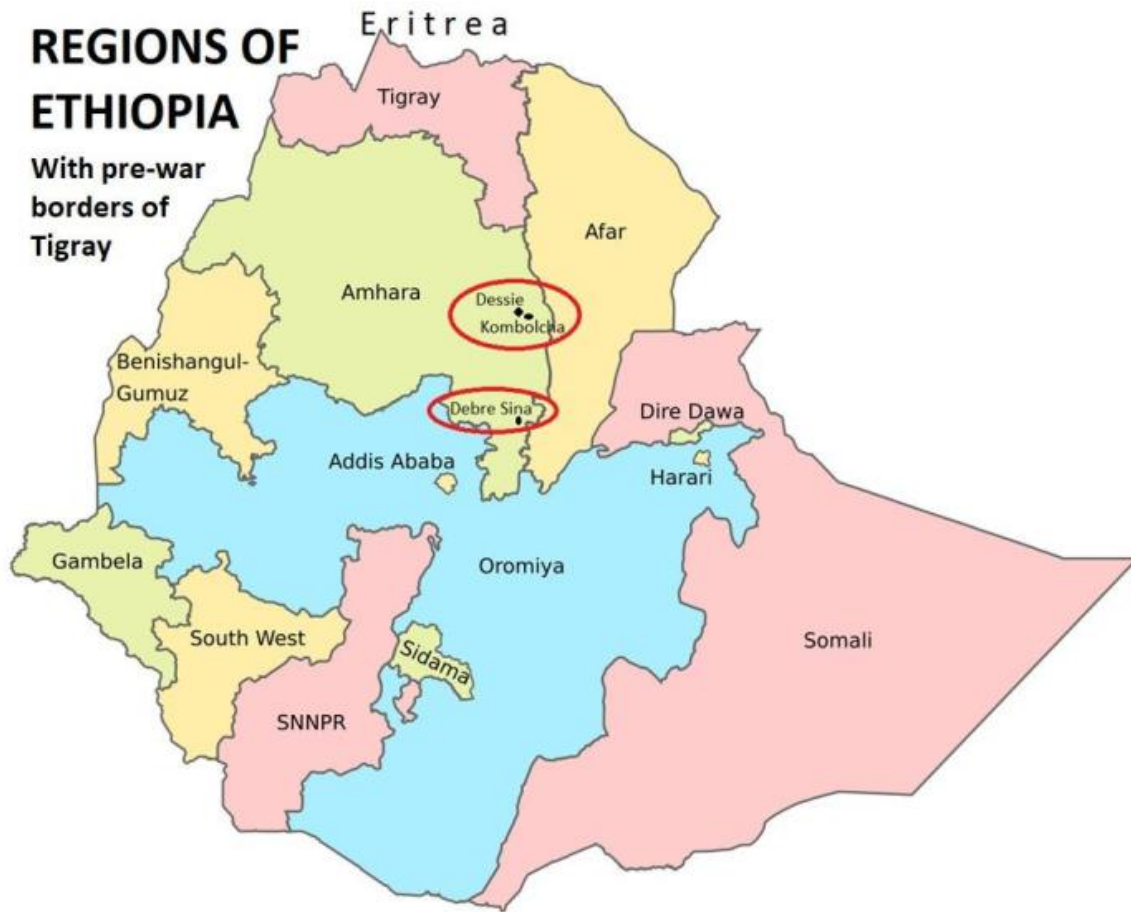 REGIONS OF
ETHIOPIA
With pre-war
borders of
Tigray
Eritrea
Tigray
Afar
Amhara
Dessie
Kombolcha
Benishangul-
Gumuz
Debre Sina
Dire Dawa
Addis Ababa
Harari
Gambela
Oromiya
South West
Sidama
Somali
SNNPR